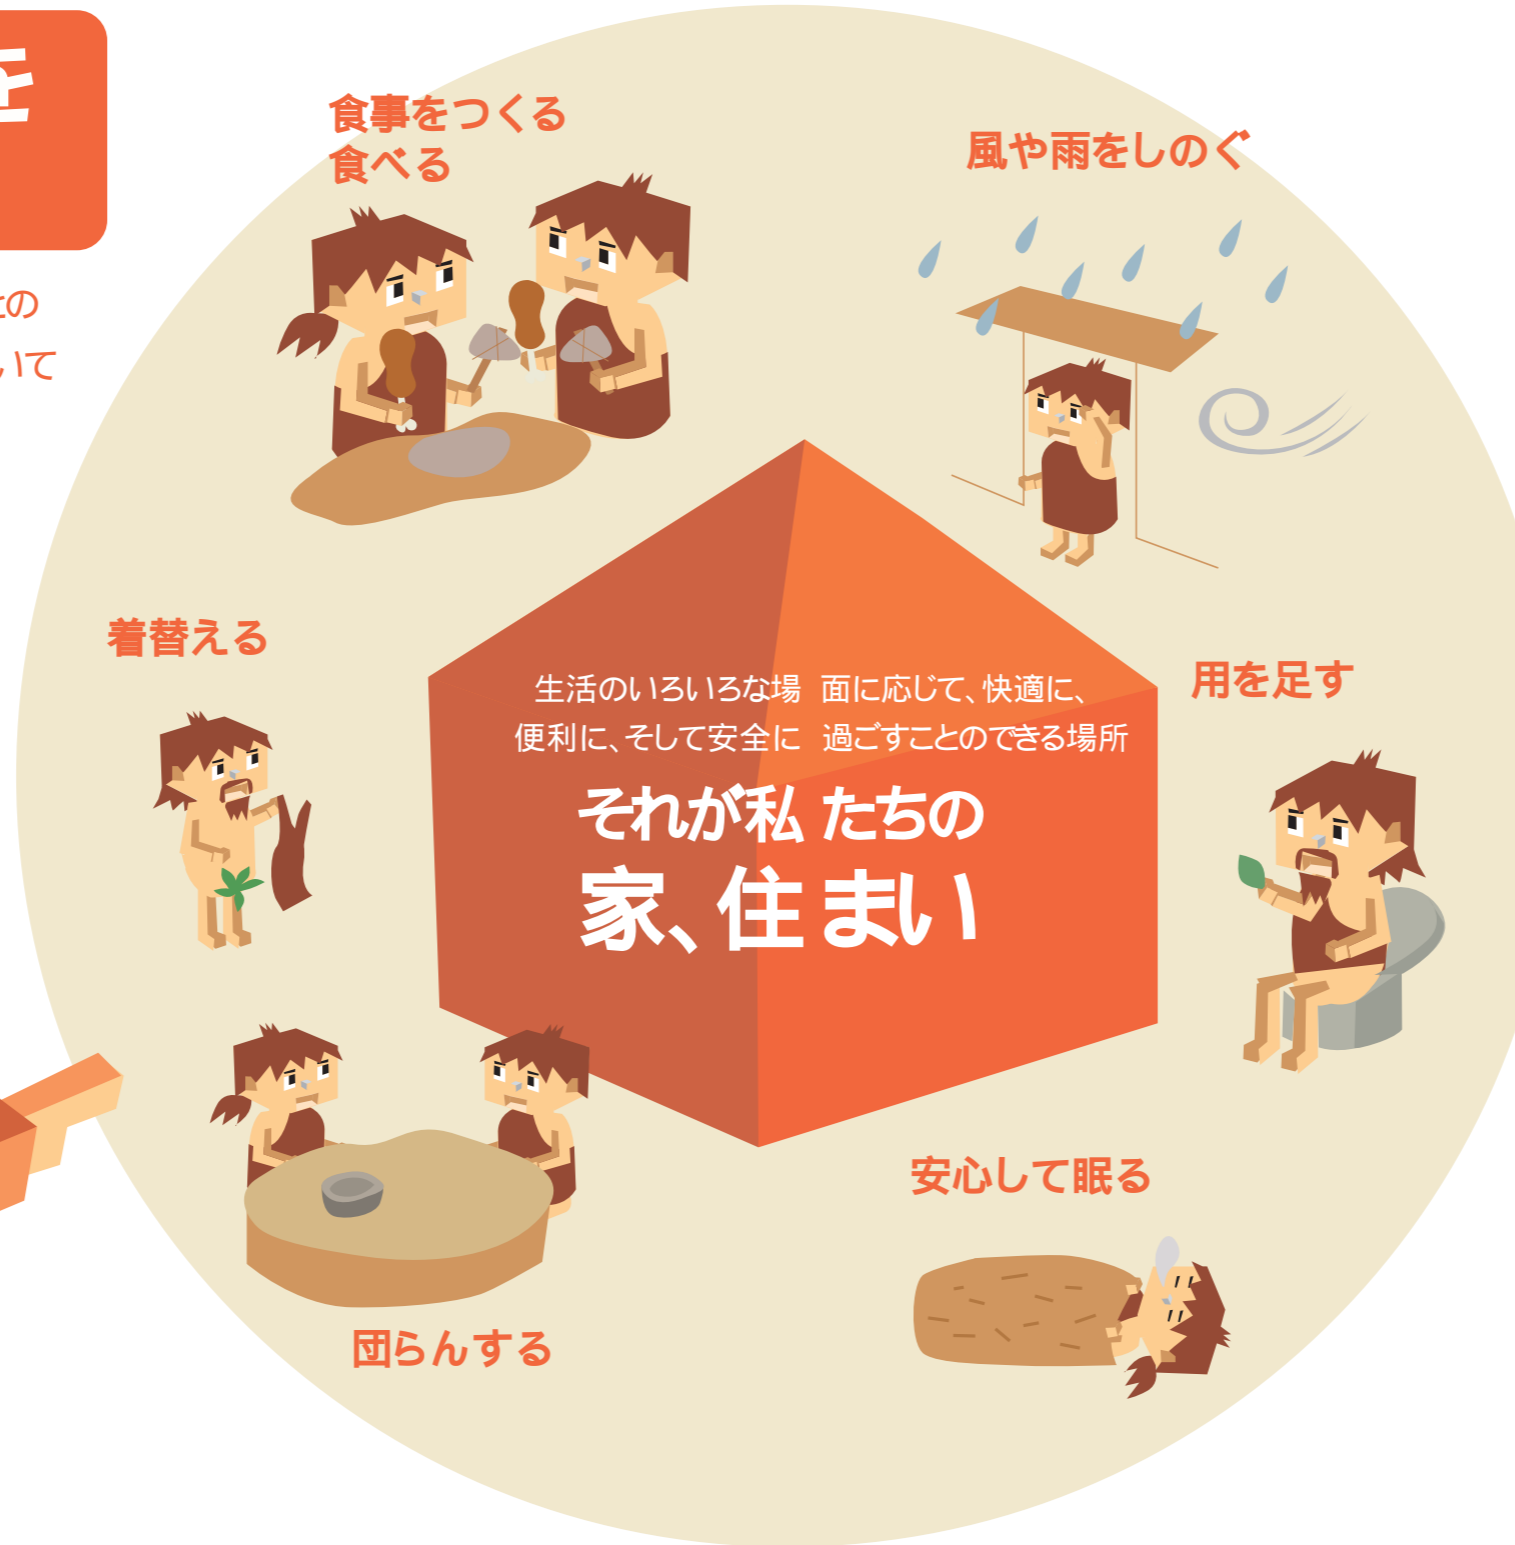 を
の
いて
食事をつくる
食べる
風や雨をしのぐ
着替える
用を足す
生活のいろいろな場面に応じて、快適に、
便利に、そして安全に過ごすことのできる場所
それが私たちの
家、住まい
安心して眠る
団らんする